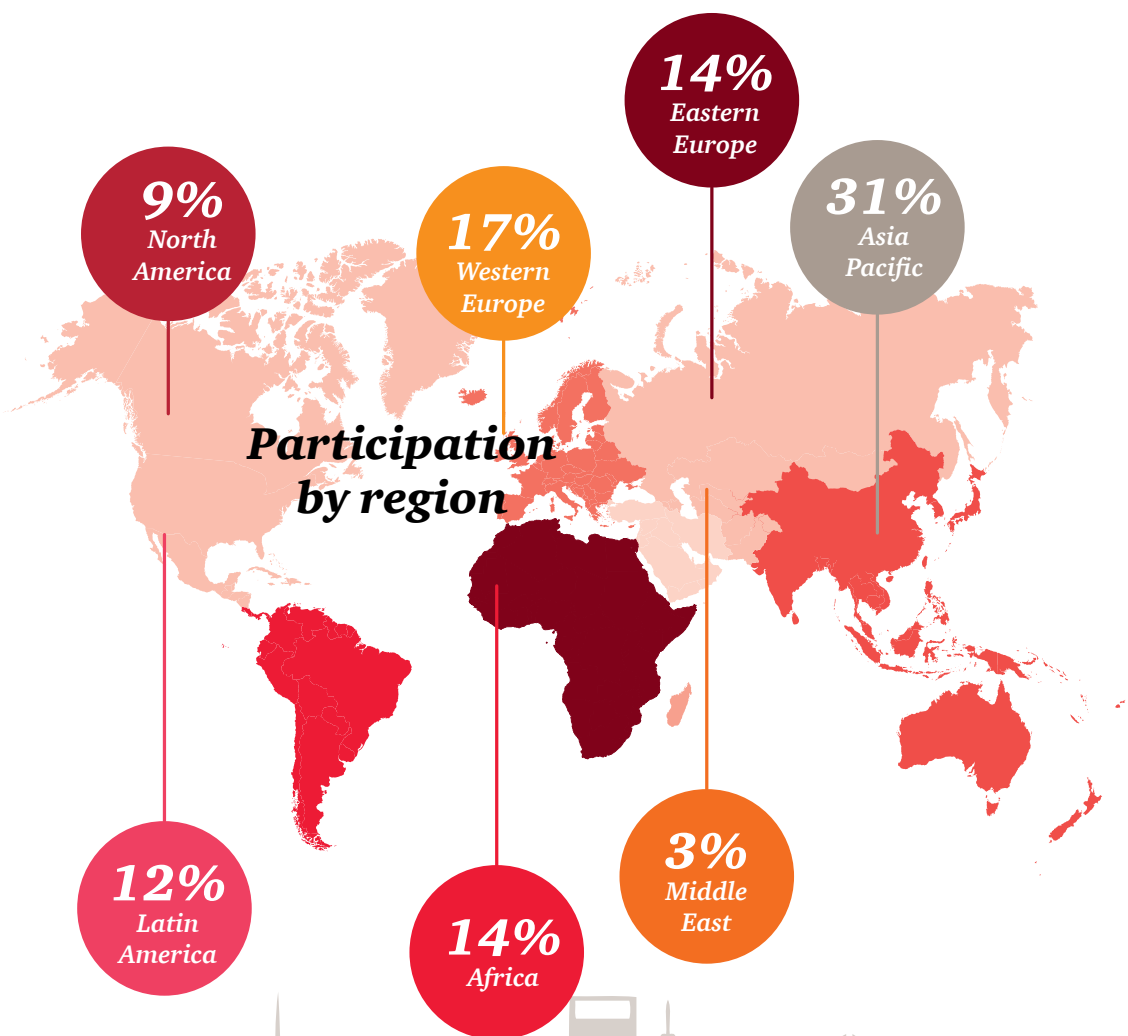 14%
Eastern
Europe
9%
North
America
17%
Western
Europe
31%
Asia
Pacific
Participation
by region
12%
Latin
America
14%
Africa
3%
Middle
East